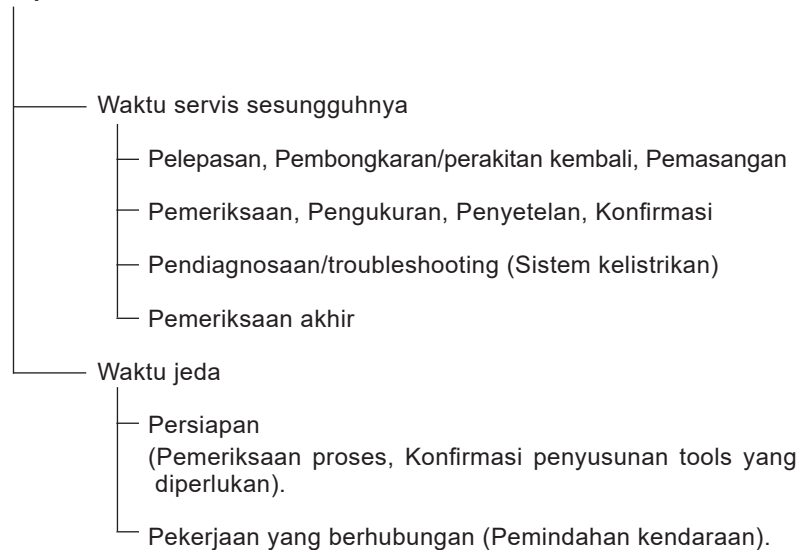 Waktu servis sesungguhnya
Pelepasan, Pembongkaran/perakitan kembali, Pemasangan
Pemeriksaan, Pengukuran, Penyetelan, Konfirmasi
Pendiagnosaan/troubleshooting (Sistem kelistrikan)
Pemeriksaan akhir
Waktu jeda
Persiapan
(Pemeriksaan proses, Konfirmasi penyusunan tools yang
diperlukan).
Pekerjaan yang berhubungan (Pemindahan kendaraan).